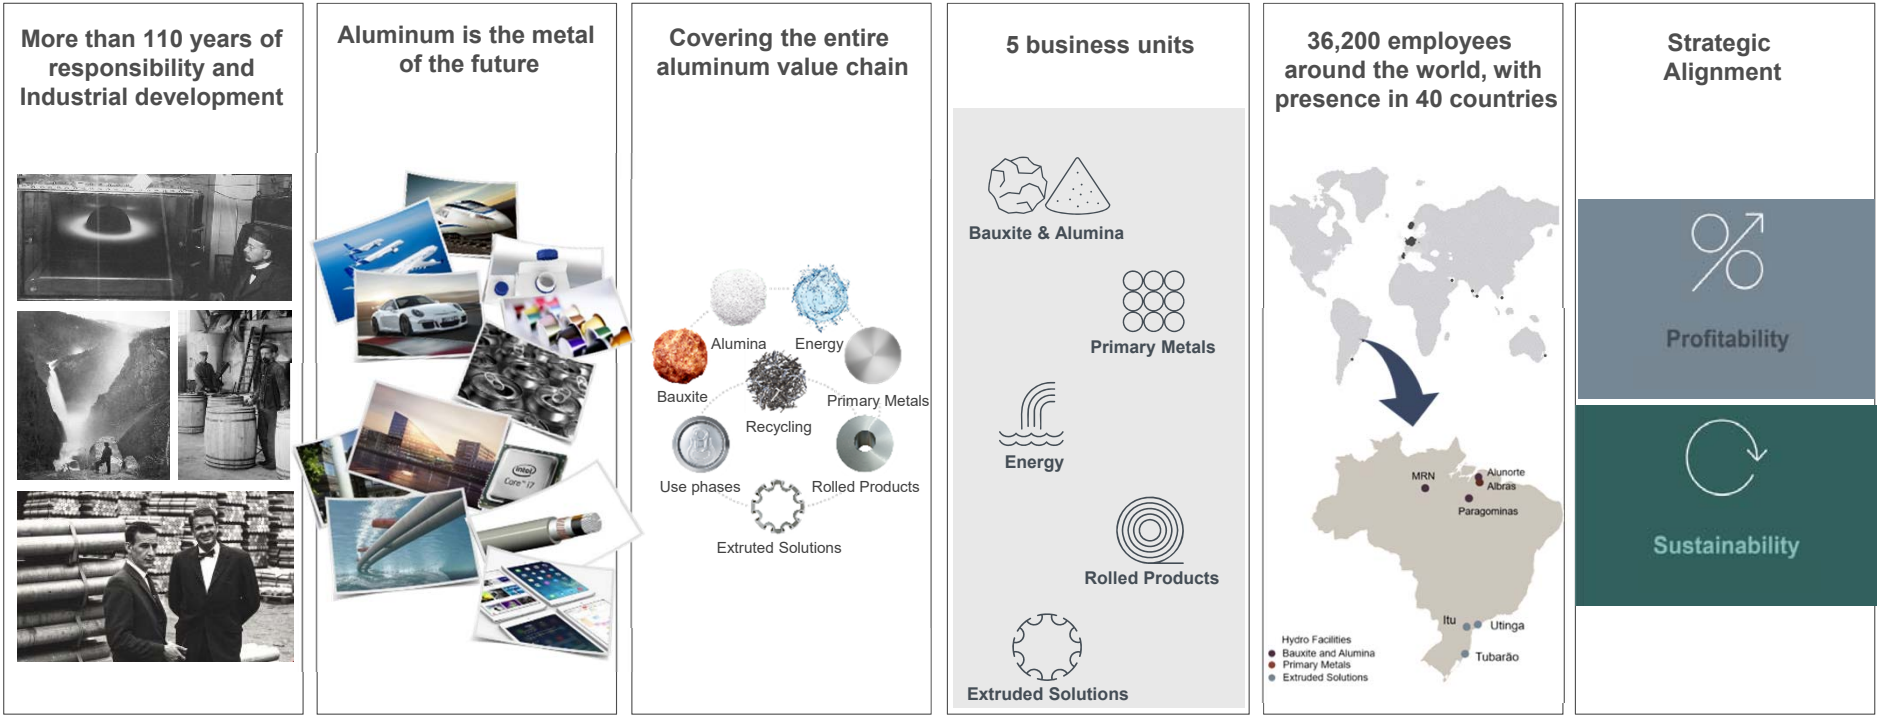 More than 110 years of
responsibility and
Industrial development
Aluminum is the metal
of the future
intel
Core™ i7
Covering the entire
aluminum value chain
Alumina
Energy
Bauxite
Primary Metals
Recycling
Use phases
Rolled Products
Extruted Solutions
5 business units
Bauxite & Alumina
Primary Metals
Energy
Rolled Products
Extruded Solutions
36,200 employees
around the world, with
presence in 40 countries
MRN
Alunorte
Albras
Paragominas
Itu
Utinga
Tubarão
Hydro Facilities
Bauxite and Alumina
Primary Metals
Extruded Solutions
Strategic
Alignment
Profitability
Sustainability